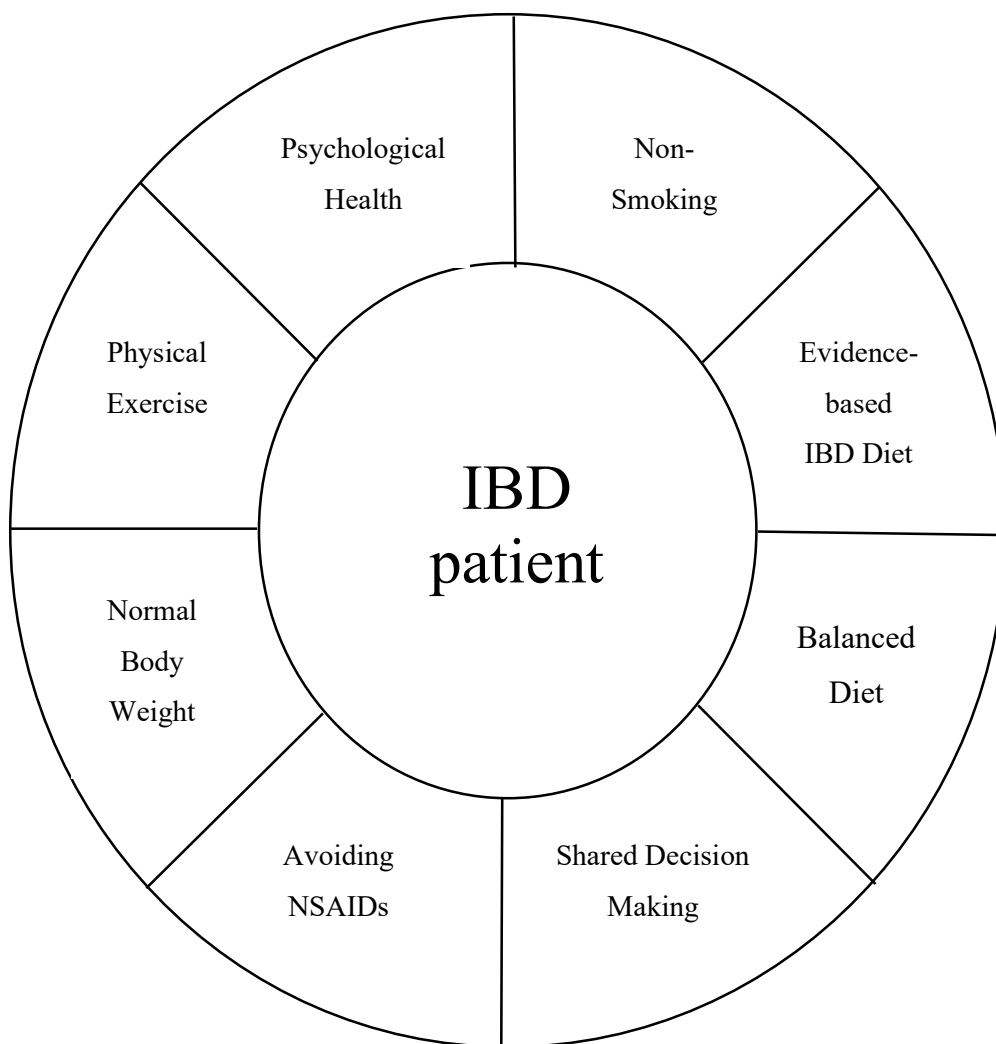 Psychological
Health
Non-
Smoking
Evidence-
based
IBD Diet
Balanced
Diet
Shared Decision
Making
Avoiding
NSAIDs
Normal
Body
Weight
Physical
Exercise
IBD
patient